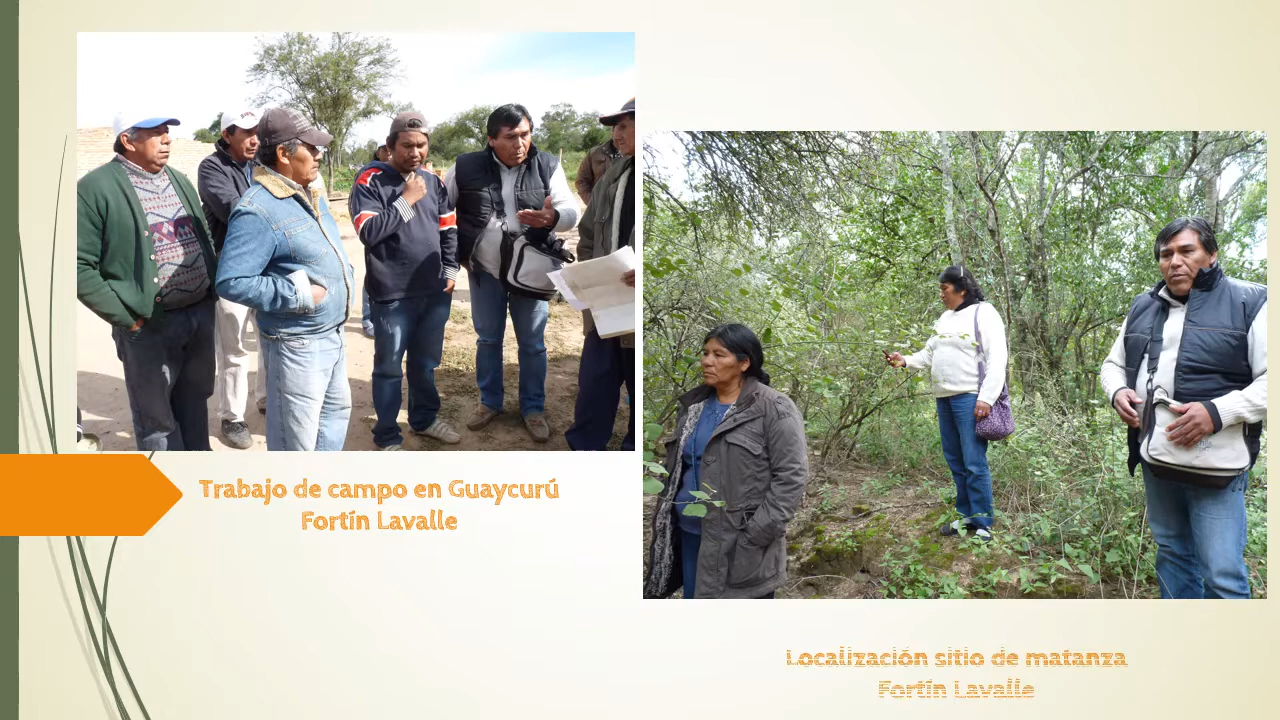 Trabajo de campo en Guaycurú
Fortín Lavalle
Localización sitio de matanza
Fortín Lavalle